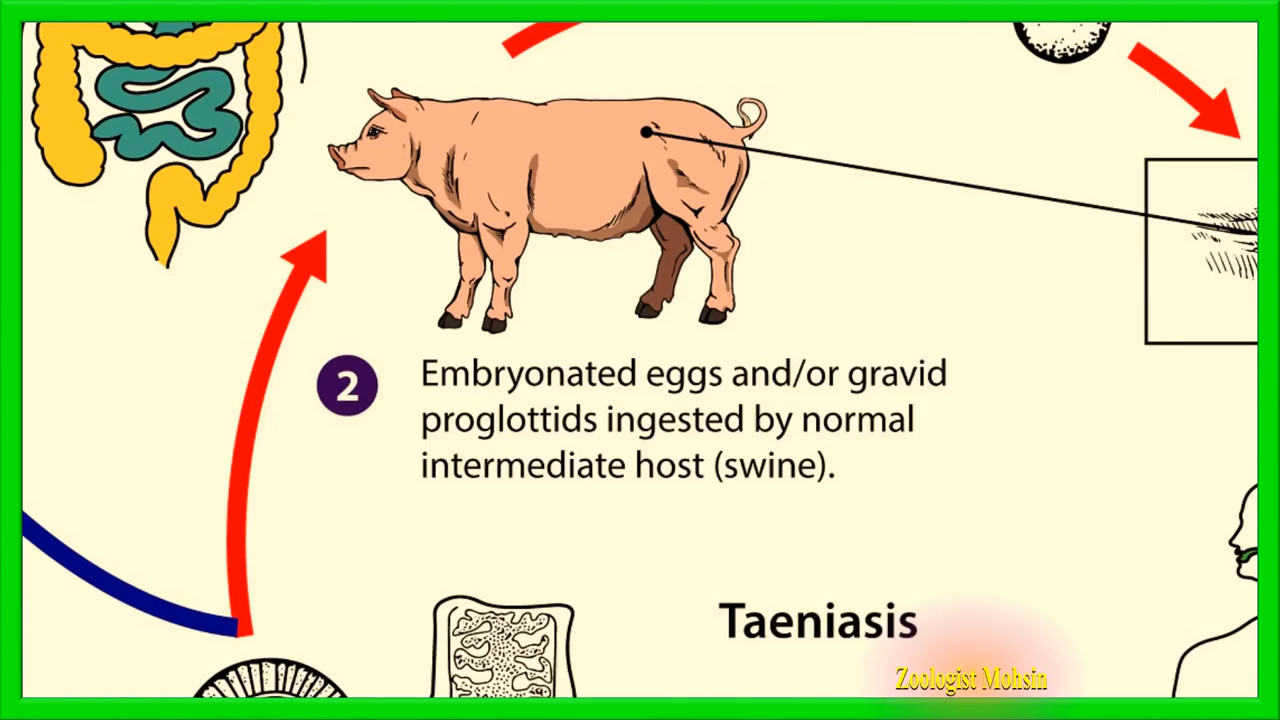 2
Embryonated eggs and/or gravid
proglottids ingested by normal
intermediate host (swine).
Taeniasis
Zoologist Mohsin